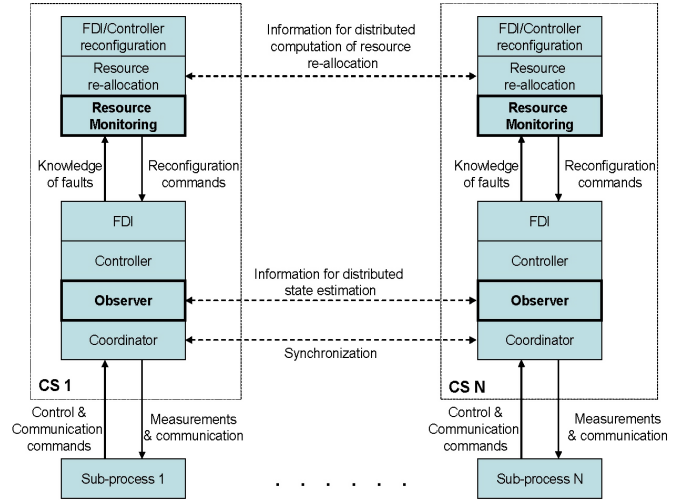 FDI/Controller
reconfiguration
Resource
re-allocation
Resource
Monitoring
Information for distributed
computation of resource
re-allocation
FDI/Controller
reconfiguration
Resource
re-allocation
Resource
Monitoring
Knowledge
of faults
Reconfiguration
commands
Knowledge
of faults
Reconfiguration
commands
FDI
Controller
Observer
Coordinator
Information for distributed
state estimation
Synchronization
FDI
Controller
Observer
Coordinator
CS 1
CS N
Control &
Communication
commands
Measurements
& communication
Control &
Communication
commands
Measurements
& communication
Sub-process 1
. . . . . .
Sub-process N